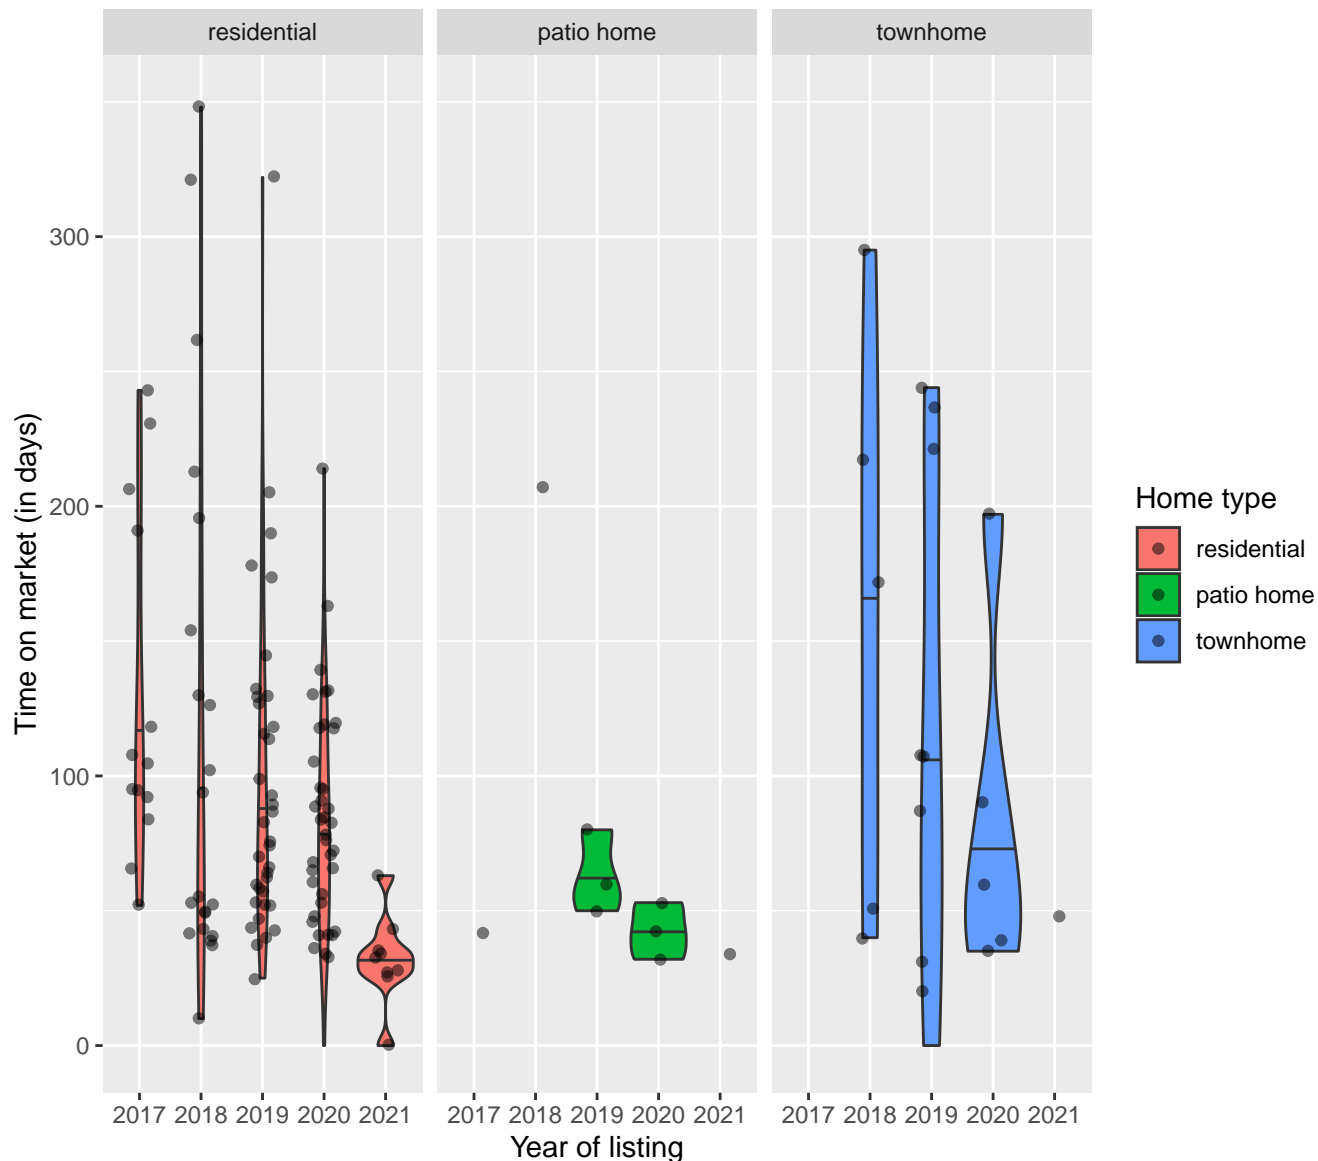 residential patio home townhome
300
200
100
0
Time on market (in days)
2017 2018 2019 2020 2021 2017 2018 2019 2020 2021 2017 2018 2019 2020 2021
Year of listing
Home type
residential
patio home
townhome